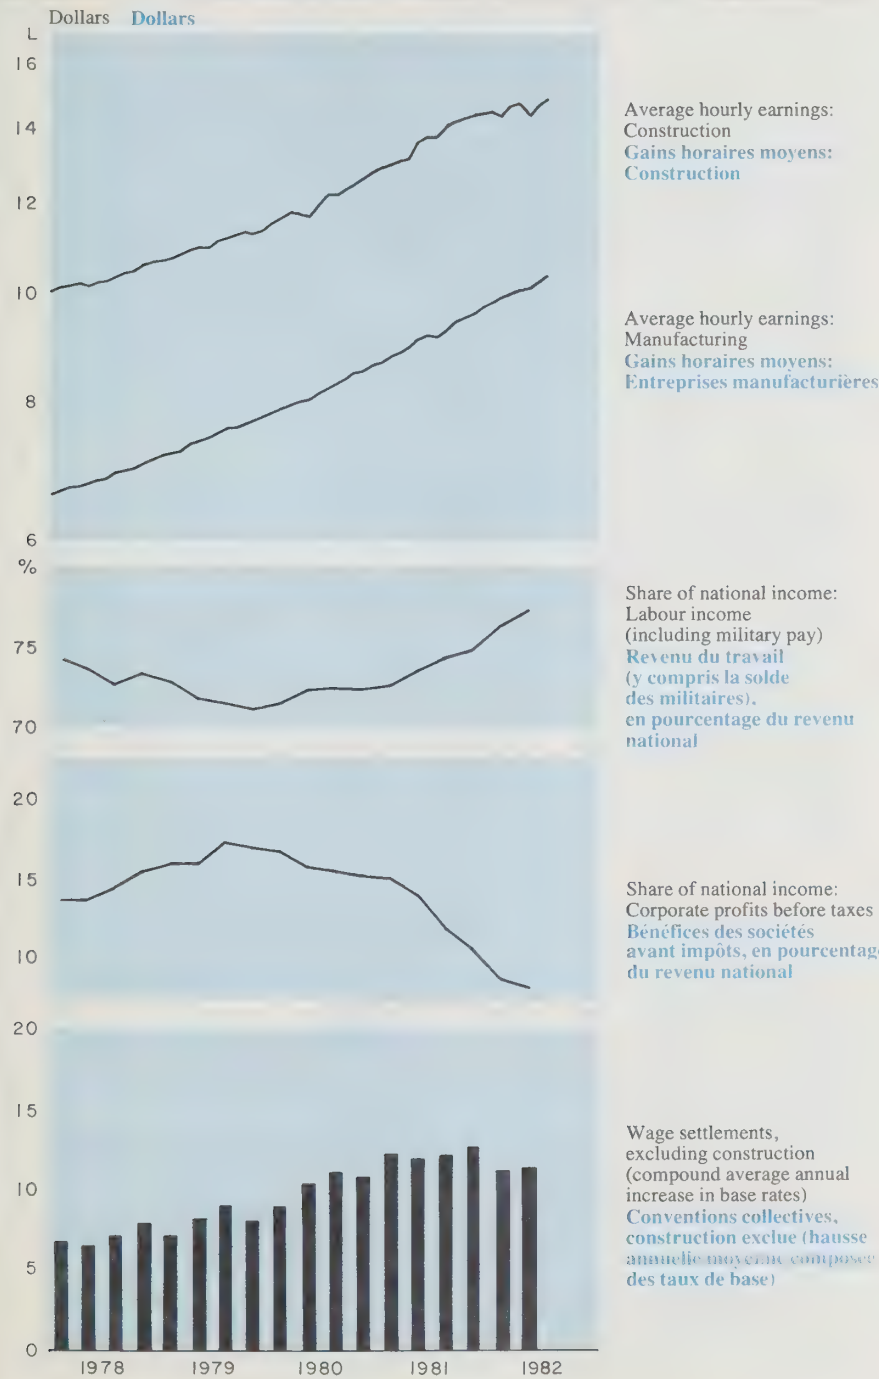 Dollars Dollars
L
16
14
12
10
8
6
Average hourly earnings:
Construction
Gains horaires moyens:
Construction
Average hourly earnings:
Manufacturing
Gains horaires moyens:
Entreprises manufacturières
%
75
70
Share of national income:
Labour income
(including military pay)
Revenu du travail
(y compris la solde
des militaires),
en pourcentage du revenu
national
20
15
10
Share of national income:
Corporate profits before taxes
Bénéfices des sociétés
avant impôts, en pourcentage
du revenu national
20
15
10
5
0
Wage settlements,
excluding construction
(compound average annual
increase in base rates)
Conventions collectives,
construction exclue (hausse
annuelle moyenne composée
des taux de base)
1978 1979 1980 1981 1982